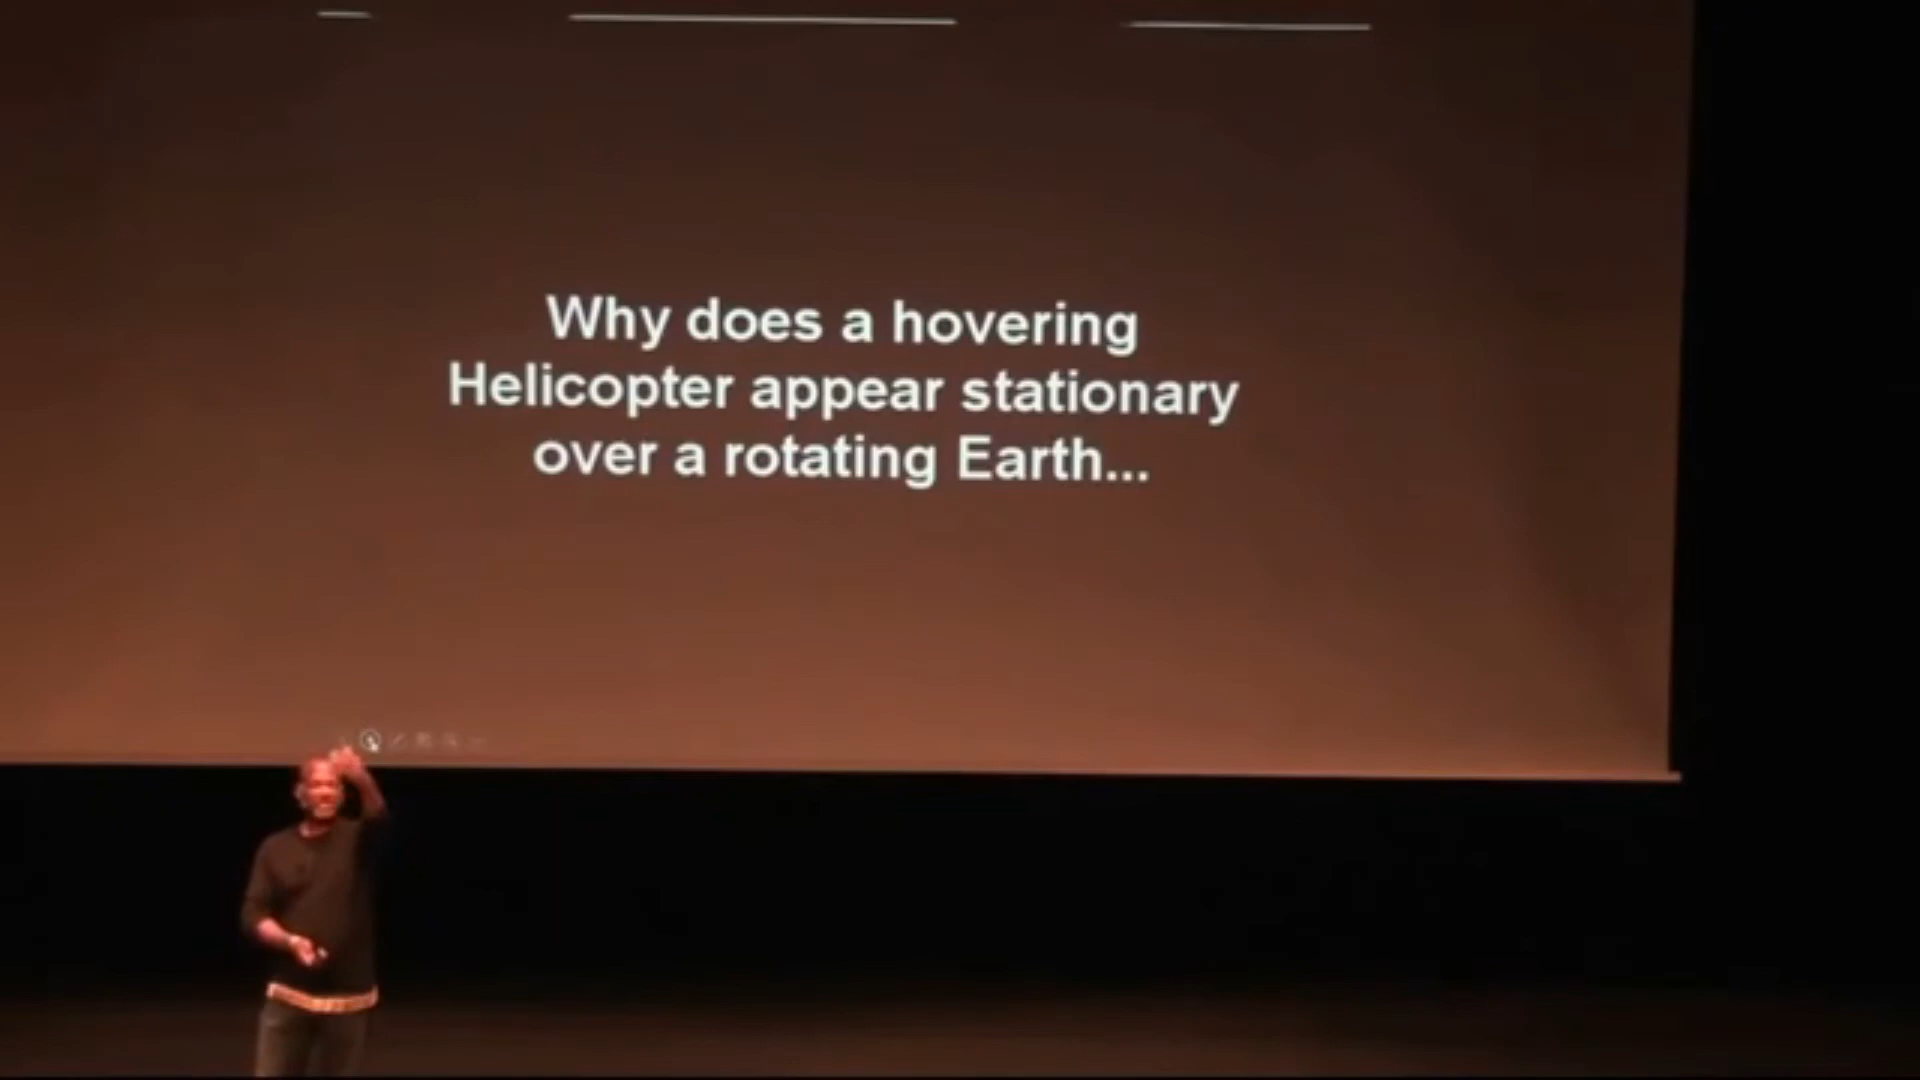 Why does a hovering
Helicopter appear stationary
over a rotating Earth...